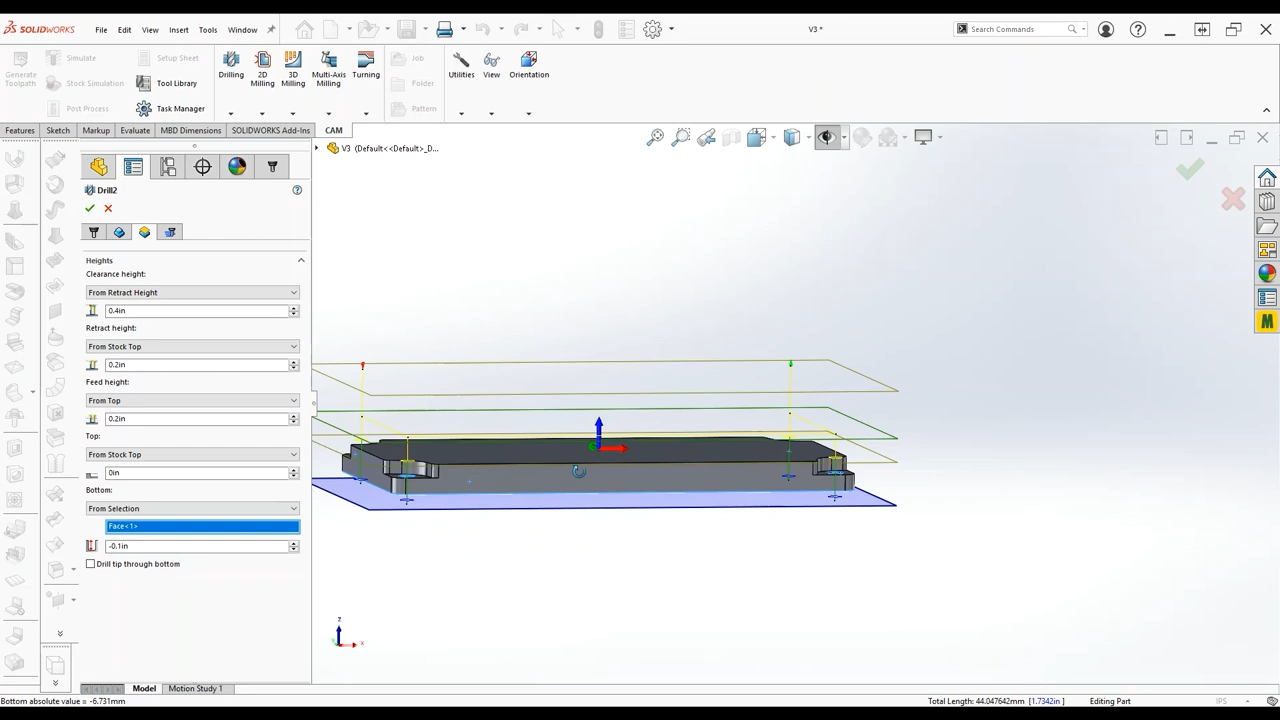 SOLIDWORKS File Edit View Insert Tools Window
V3 *
Search Commands
Generate
Toolpath
Simulate
Stock Simulation
Post Process
Setup Sheet
Tool Library
Task Manager
Drilling
2D
Milling
3D
Milling
Multi-Axis
Milling
Turning
Job
Folder
Pattern
Utilities
View
Orientation
Features Sketch Markup Evaluate MBD Dimensions SOLIDWORKS Add-Ins CAM
V3 (Default<<Default>_D...
Drill2
Heights
Clearance height:
From Retract Height
0.4in
Retract height:
From Stock Top
0.2in
Feed height:
From Top
0.2in
Top:
From Stock Top
0in
Bottom:
From Selection
Face<1>
-0.1in
Drill tip through bottom
M
z
y x
Model Motion Study 1
Bottom absolute value = -6.731mm
Total Length: 44.047642mm [1.7342in] Editing Part IPS